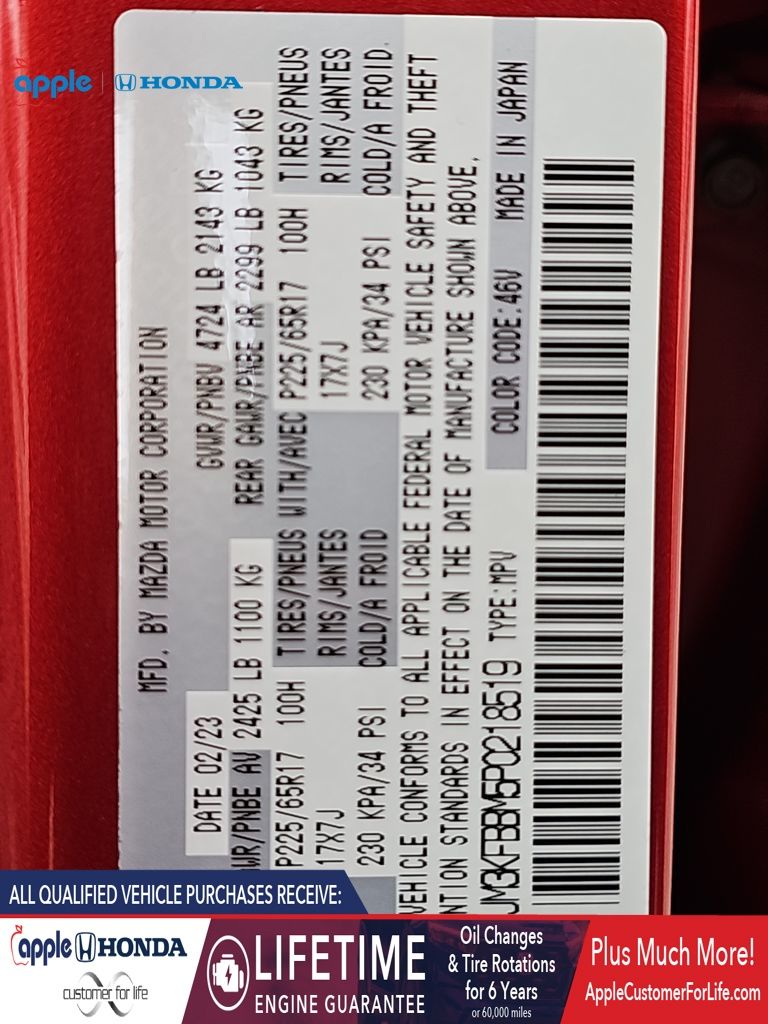 apple | HONDA
MFD. BY MAZDA MOTOR CORPORATION
DATE 02/23 GVWR/PNBV 4724 LB 2143 KG
GWR/PNBE AV 2425 LB 1100 KG REAR GAWR/PNBE AR 2299 LB 1043 KG
P225/65R17 100H TIRES/PNEUS WITH/AVEC P225/65R17 100H TIRES/PNEUS
17X7J RIMS/JANTES 17X7J RIMS/JANTES
230 KPA/34 PSI COLD/A FROID 230 KPA/34 PSI COLD/A FROID.
VEHICLE CONFORMS TO ALL APPLICABLE FEDERAL MOTOR VEHICLE SAFETY AND THEFT
NTION STANDARDS IN EFFECT ON THE DATE OF MANUFACTURE SHOWN ABOVE.
JM3KFBBM5P0218519 TYPE:MPV COLOR CODE:46V MADE IN JAPAN
ALL QUALIFIED VEHICLE PURCHASES RECEIVE:
apple HONDA
customer for life
LIFETIME
ENGINE GUARANTEE
Oil Changes
& Tire Rotations
for 6 Years
or 60,000 miles
Plus Much More!
AppleCustomerForLife.com